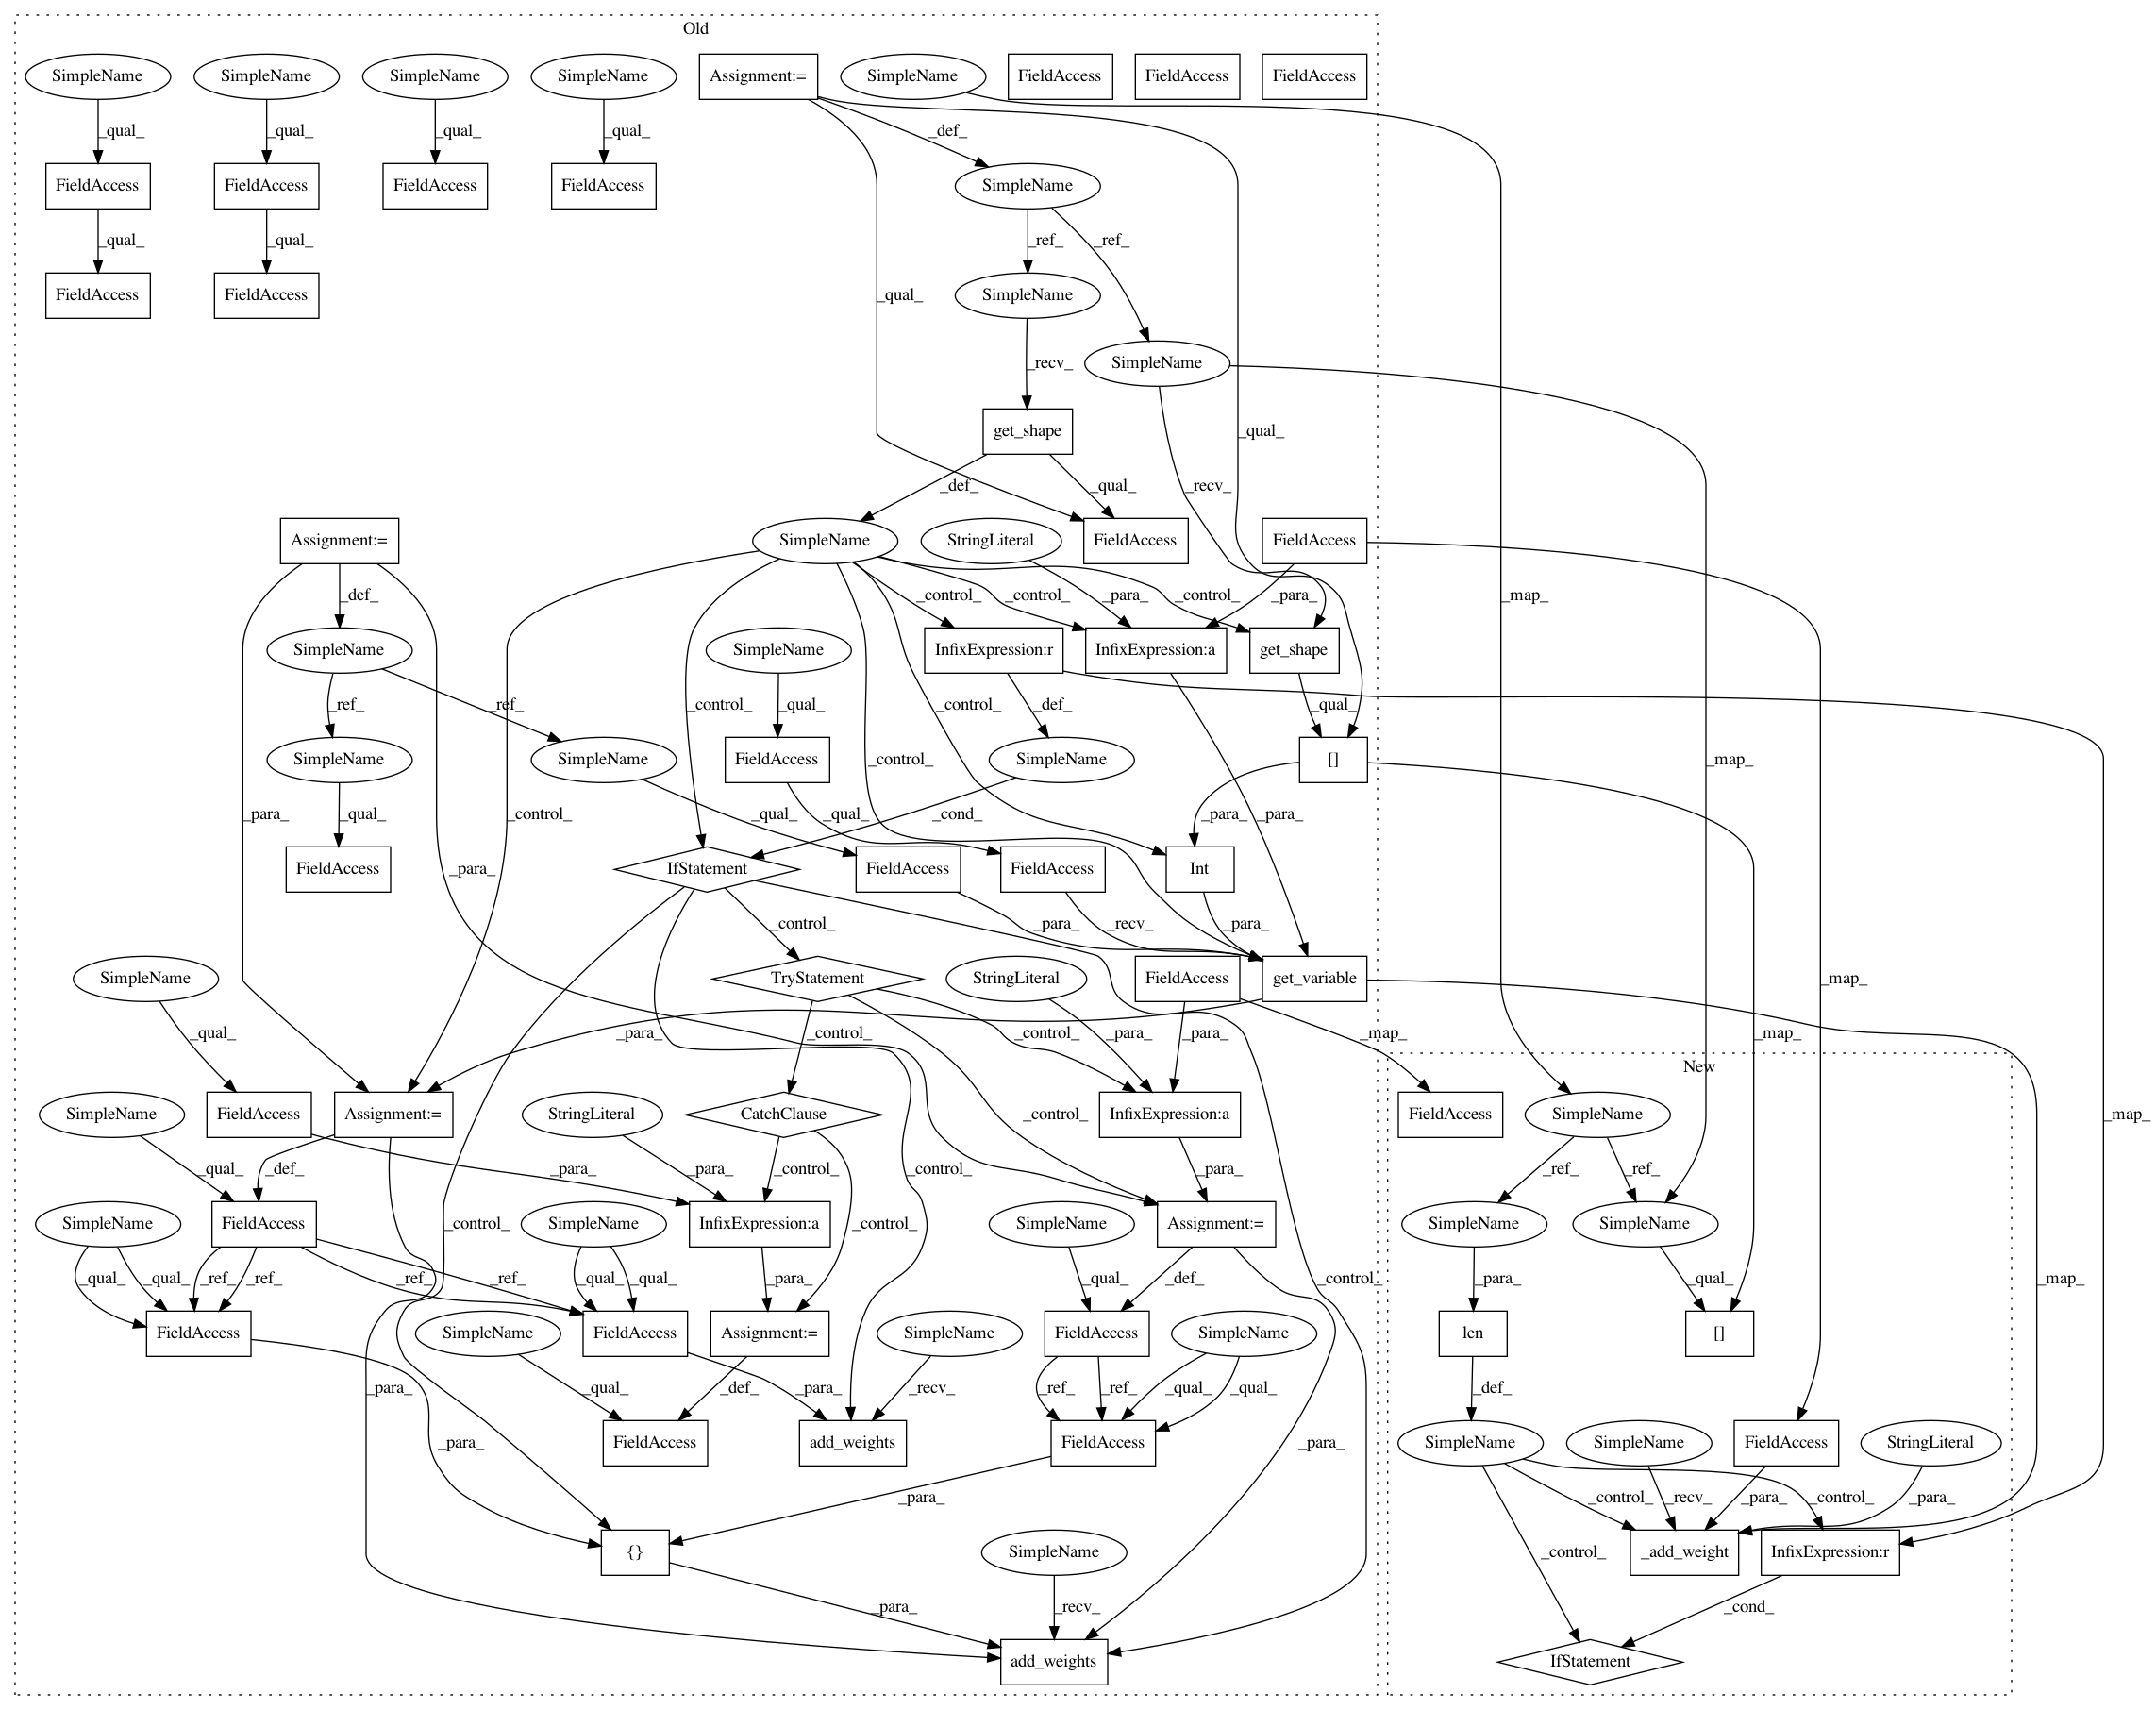 Old
SimpleName SimpleName SimpleName SimpleName Assignment:= SimpleName FieldAccess FieldAccess FieldAccess
_qual_ _qual_ _qual_ _qual_ _def_
FieldAccess FieldAccess FieldAccess FieldAccess SimpleName
_qual_ _qual_ _ref_ _ref_
FieldAccess FieldAccess _qual_ SimpleName
_recv_ SimpleName
get_shape _qual_
_def_ _qual_ _recv_
Assignment:= SimpleName StringLiteral FieldAccess FieldAccess
_def_ _control_ _control_ _para_ _control_ _para_ _map_
SimpleName SimpleName InfixExpression:r InfixExpression:a get_shape
_ref_ _ref_ _qual_ _control_ _control_ _def_ _qual_
SimpleName SimpleName FieldAccess _control_ SimpleName [] _map_
_para_ _control_ _qual_ _qual_ _cond_ _para_ _para_
FieldAccess _para_ IfStatement FieldAccess FieldAccess Int
_control_ _para_ _recv_ _para_
SimpleName TryStatement StringLiteral FieldAccess get_variable _map_
_qual_ _para_ _control_ _control_ _para_ _para_ _map_ _map_
New
SimpleName FieldAccess Assignment:= StringLiteral CatchClause InfixExpression:a FieldAccess SimpleName _map_
_qual_ _def_ _para_ _para_ _control_ _control_ _control_ _para_ _ref_ _ref_
SimpleName FieldAccess SimpleName InfixExpression:a SimpleName Assignment:= SimpleName SimpleName
_qual_ _qual_ _ref_ _ref_ _control_ _ref_ _qual_ _qual_ _para_ _control_ _qual_ _def_ _control_ _para_ _qual_ _map_
FieldAccess SimpleName FieldAccess Assignment:= SimpleName FieldAccess SimpleName len []
_para_ _qual_ _def_ _para_ _recv_ _ref_ _ref_ _qual_ _qual_ _def_
_para_ FieldAccess add_weights FieldAccess _para_ SimpleName SimpleName FieldAccess StringLiteral
_para_ _control_ _recv_ _para_ _control_ _para_
{} SimpleName _control_ _add_weight InfixExpression:r
_para_ _recv_ _cond_
add_weights IfStatement